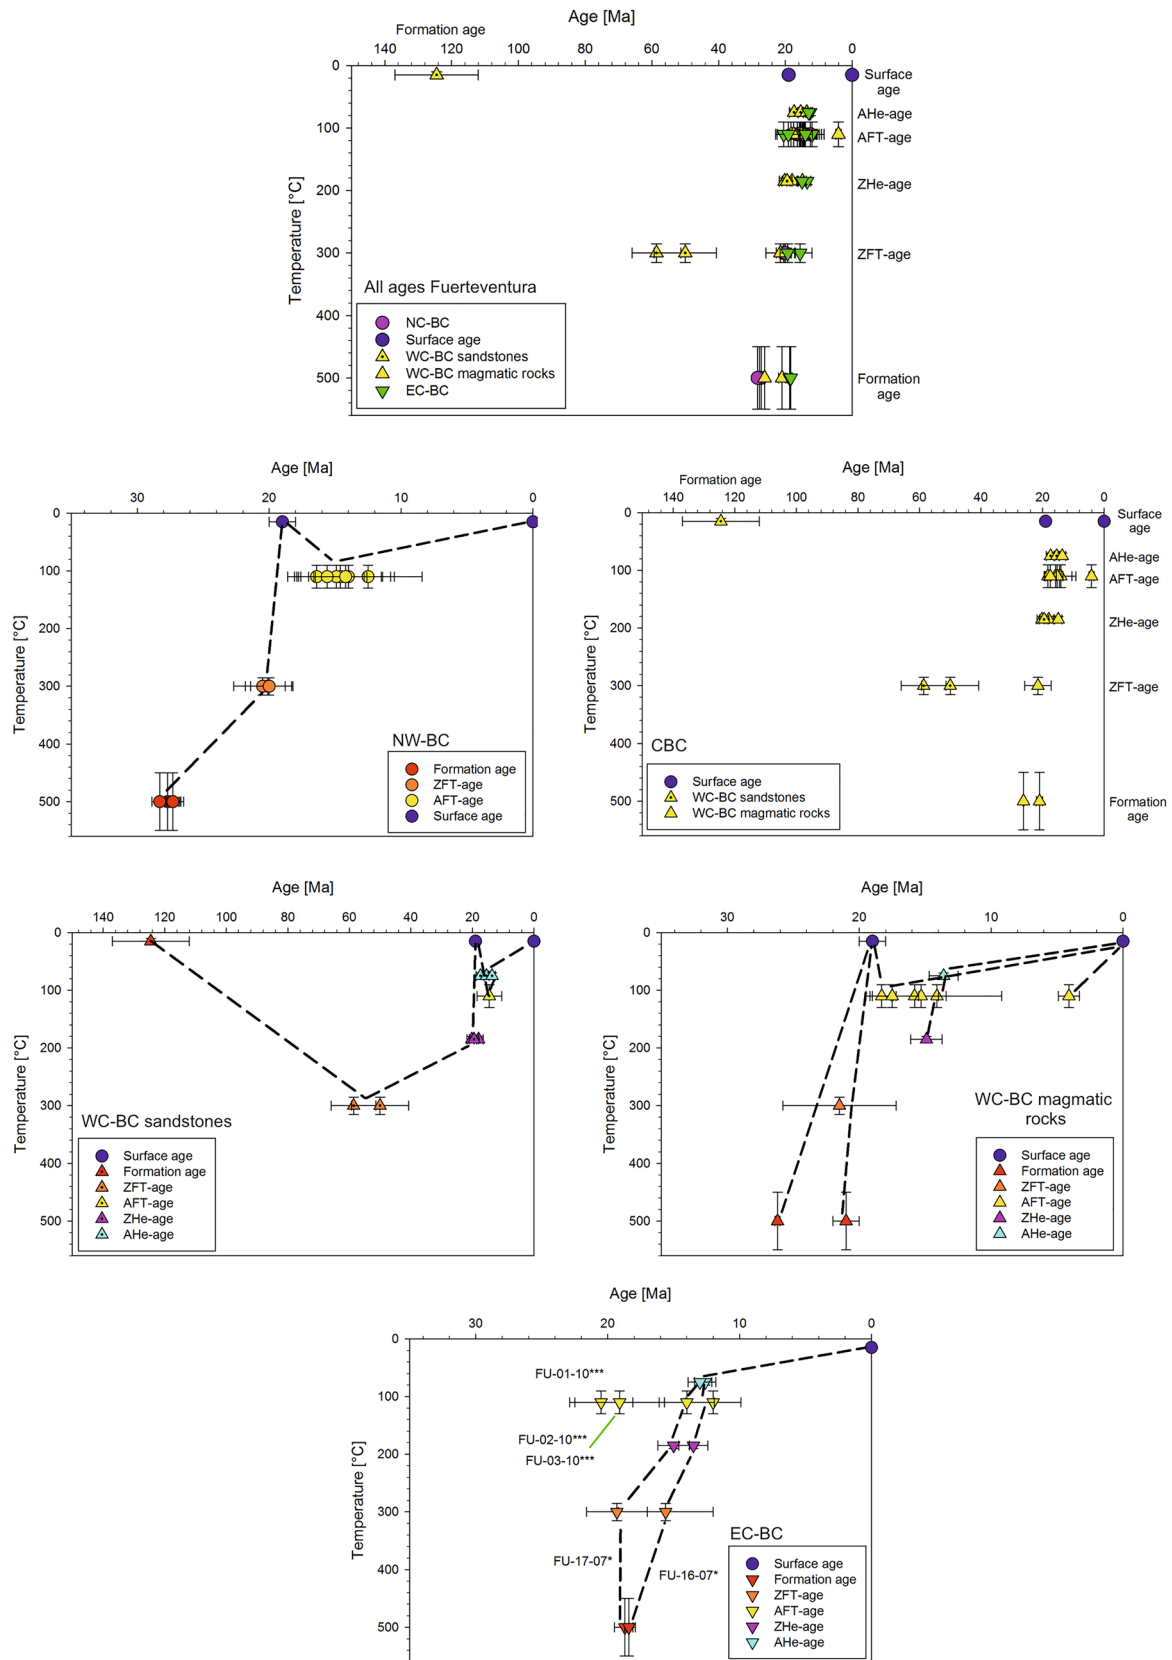 Age [Ma]
Formation age
140 120 100 80 60 40 20 0
0
100
200
300
400
500
Temperature [°C]
Surface
age
AHe-age
AFT-age
ZHe-age
ZFT-age
Formation
age
All ages Fuerteventura
NC-BC
Surface age
WC-BC sandstones
WC-BC magmatic rocks
EC-BC
Age [Ma]
30 20 10 0
0
100
200
300
400
500
Temperature [°C]
NW-BC
Formation age
ZFT-age
AFT-age
Surface age
Age [Ma]
Formation age
140 120 100 80 60 40 20 0
0
100
200
300
400
500
Temperature [°C]
Surface
age
AHe-age
AFT-age
ZHe-age
ZFT-age
Formation
age
CBC
Surface age
WC-BC sandstones
WC-BC magmatic rocks
Age [Ma]
140 120 100 80 60 40 20 0
0
100
200
300
400
500
Temperature [°C]
WC-BC sandstones
Surface age
Formation age
ZFT-age
AFT-age
ZHe-age
AHe-age
Age [Ma]
30 20 10 0
0
100
200
300
400
500
Temperature [°C]
WC-BC magmatic
rocks
Surface age
Formation age
ZFT-age
AFT-age
ZHe-age
AHe-age
Age [Ma]
30 20 10 0
0
100
200
300
400
500
Temperature [°C]
FU-01-10***
FU-02-10***
FU-03-10***
FU-17-07*
FU-16-07*
EC-BC
Surface age
Formation age
ZFT-age
AFT-age
ZHe-age
AHe-age